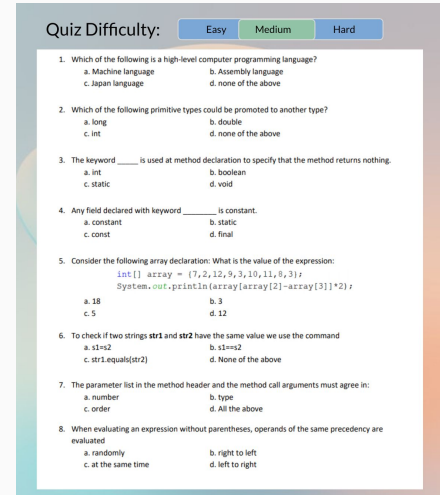 Quiz Difficulty: Easy Medium Hard
1. Which of the following is a high-level computer programming language?
a. Machine language b. Assembly language
c. Japan language d. none of the above
2. Which of the following primitive types could be promoted to another type?
a. long b. double
c. int d. none of the above
3. The keyword _____ is used at method declaration to specify that the method returns nothing.
a. int b. boolean
c. static d. void
4. Any field declared with keyword ________ is constant.
a. constant b. static
c. const d. final
5. Consider the following array declaration: What is the value of the expression:
int[] array = {7,2,12,9,3,10,11,8,3};
System.out.println(array[array[2]-array[3]]*2);
a. 18 b. 3
c. 5 d. 12
6. To check if two strings str1 and str2 have the same value we use the command
a. s1=s2 b. s1==s2
c. str1.equals(str2) d. None of the above
7. The parameter list in the method header and the method call arguments must agree in:
a. number b. type
c. order d. All the above
8. When evaluating an expression without parentheses, operands of the same precedency are
evaluated
a. randomly b. right to left
c. at the same time d. left to right